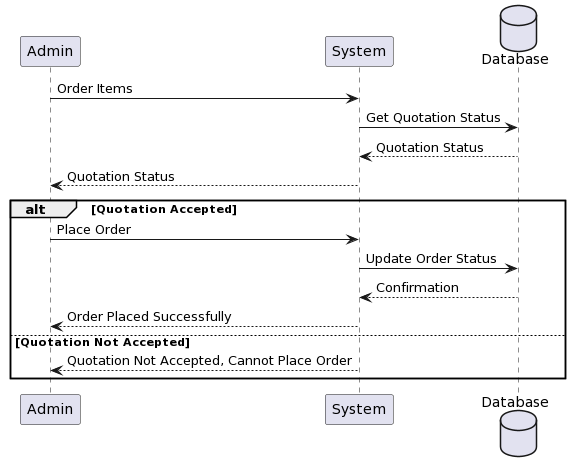 Admin
System
Database
Order Items
Get Quotation Status
Quotation Status
Quotation Status
alt
[Quotation Accepted]
Place Order
Update Order Status
Confirmation
Order Placed Successfully
[Quotation Not Accepted]
Quotation Not Accepted, Cannot Place Order
Admin
System
Database